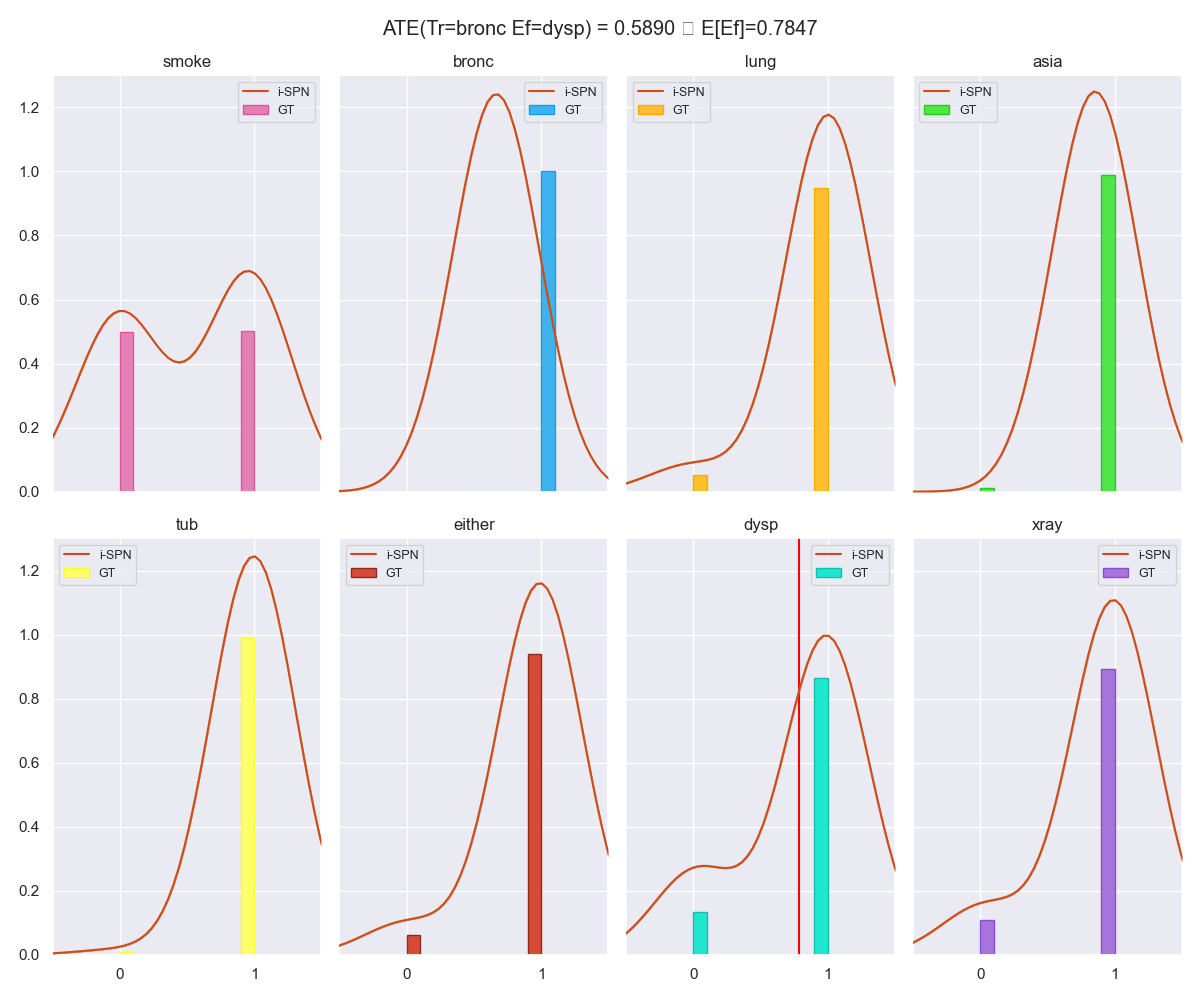 ATE(Tr=bronc Ef=dysp) = 0.5890 ▯ E[Ef]=0.7847
smoke
i-SPN
GT
1.2
1.0
0.8
0.6
0.4
0.2
0.0
bronc
i-SPN
GT
lung
i-SPN
GT
asia
i-SPN
GT
tub
i-SPN
GT
1.2
1.0
0.8
0.6
0.4
0.2
0.0
0 1
either
i-SPN
GT
0 1
dysp
i-SPN
GT
0 1
xray
i-SPN
GT
0 1